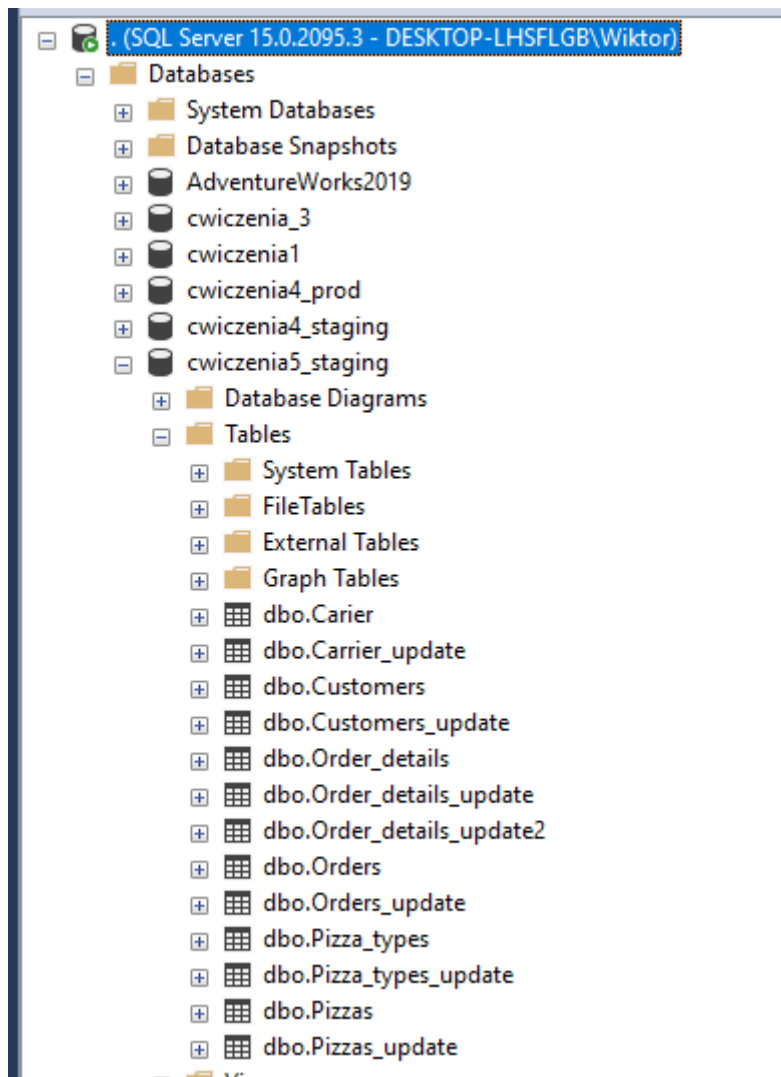 . (SQL Server 15.0.2095.3 - DESKTOP-LHSFLGB\Wiktor)
Databases
System Databases
Database Snapshots
AdventureWorks2019
cwiczenia_3
cwiczenia1
cwiczenia4_prod
cwiczenia4_staging
cwiczenia5_staging
Database Diagrams
Tables
System Tables
FileTables
External Tables
Graph Tables
dbo.Carier
dbo.Carrier_update
dbo.Customers
dbo.Customers_update
dbo.Order_details
dbo.Order_details_update
dbo.Order_details_update2
dbo.Orders
dbo.Orders_update
dbo.Pizza_types
dbo.Pizza_types_update
dbo.Pizzas
dbo.Pizzas_update